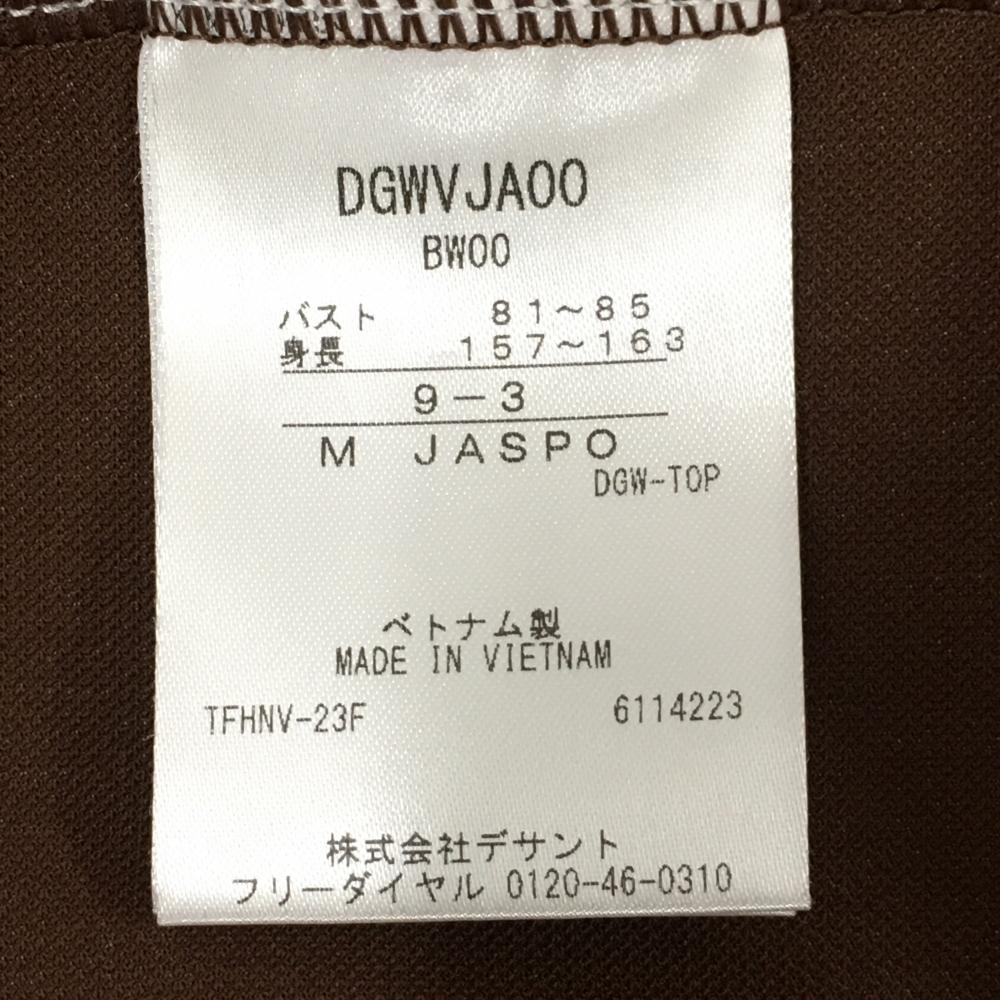 DGWVJA00
BW00
バスト 81~85
身長 157~163
9-3
M JASPO
DGW-TOP
ベトナム製
MADE IN VIETNAM
TFHNV-23F 6114223
株式会社デサント
フリーダイヤル 0120-46-0310